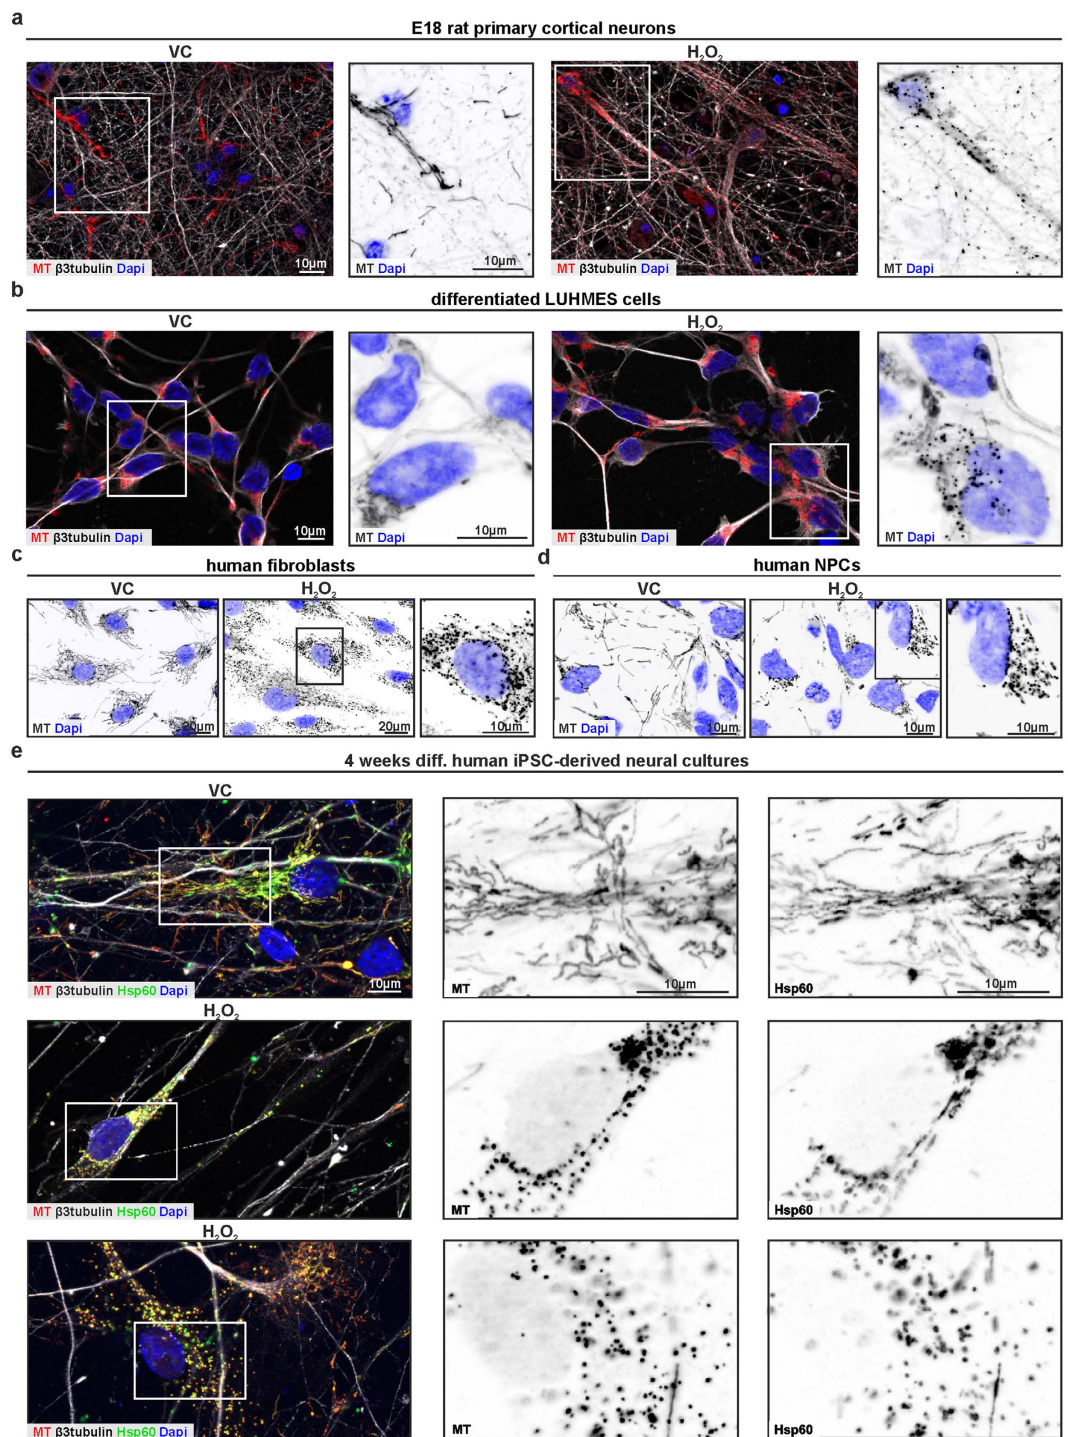 a
E18 rat primary cortical neurons
VC
H₂O₂
MT β3tubulin Dapi
10µm
MT Dapi
10µm
MT β3tubulin Dapi
MT Dapi
b
differentiated LUHMES cells
VC
H₂O₂
MT β3tubulin Dapi
10µm
MT Dapi
10µm
MT β3tubulin Dapi
MT Dapi
c
human fibroblasts
VC
H₂O₂
MT Dapi
20µm
20µm
10µm
d
human NPCs
VC
H₂O₂
MT Dapi
10µm
10µm
10µm
e
4 weeks diff. human iPSC-derived neural cultures
VC
MT β3tubulin Hsp60 Dapi
10µm
MT
10µm
Hsp60
10µm
H₂O₂
MT β3tubulin Hsp60 Dapi
MT
Hsp60
H₂O₂
MT β3tubulin Hsp60 Dapi
MT
Hsp60